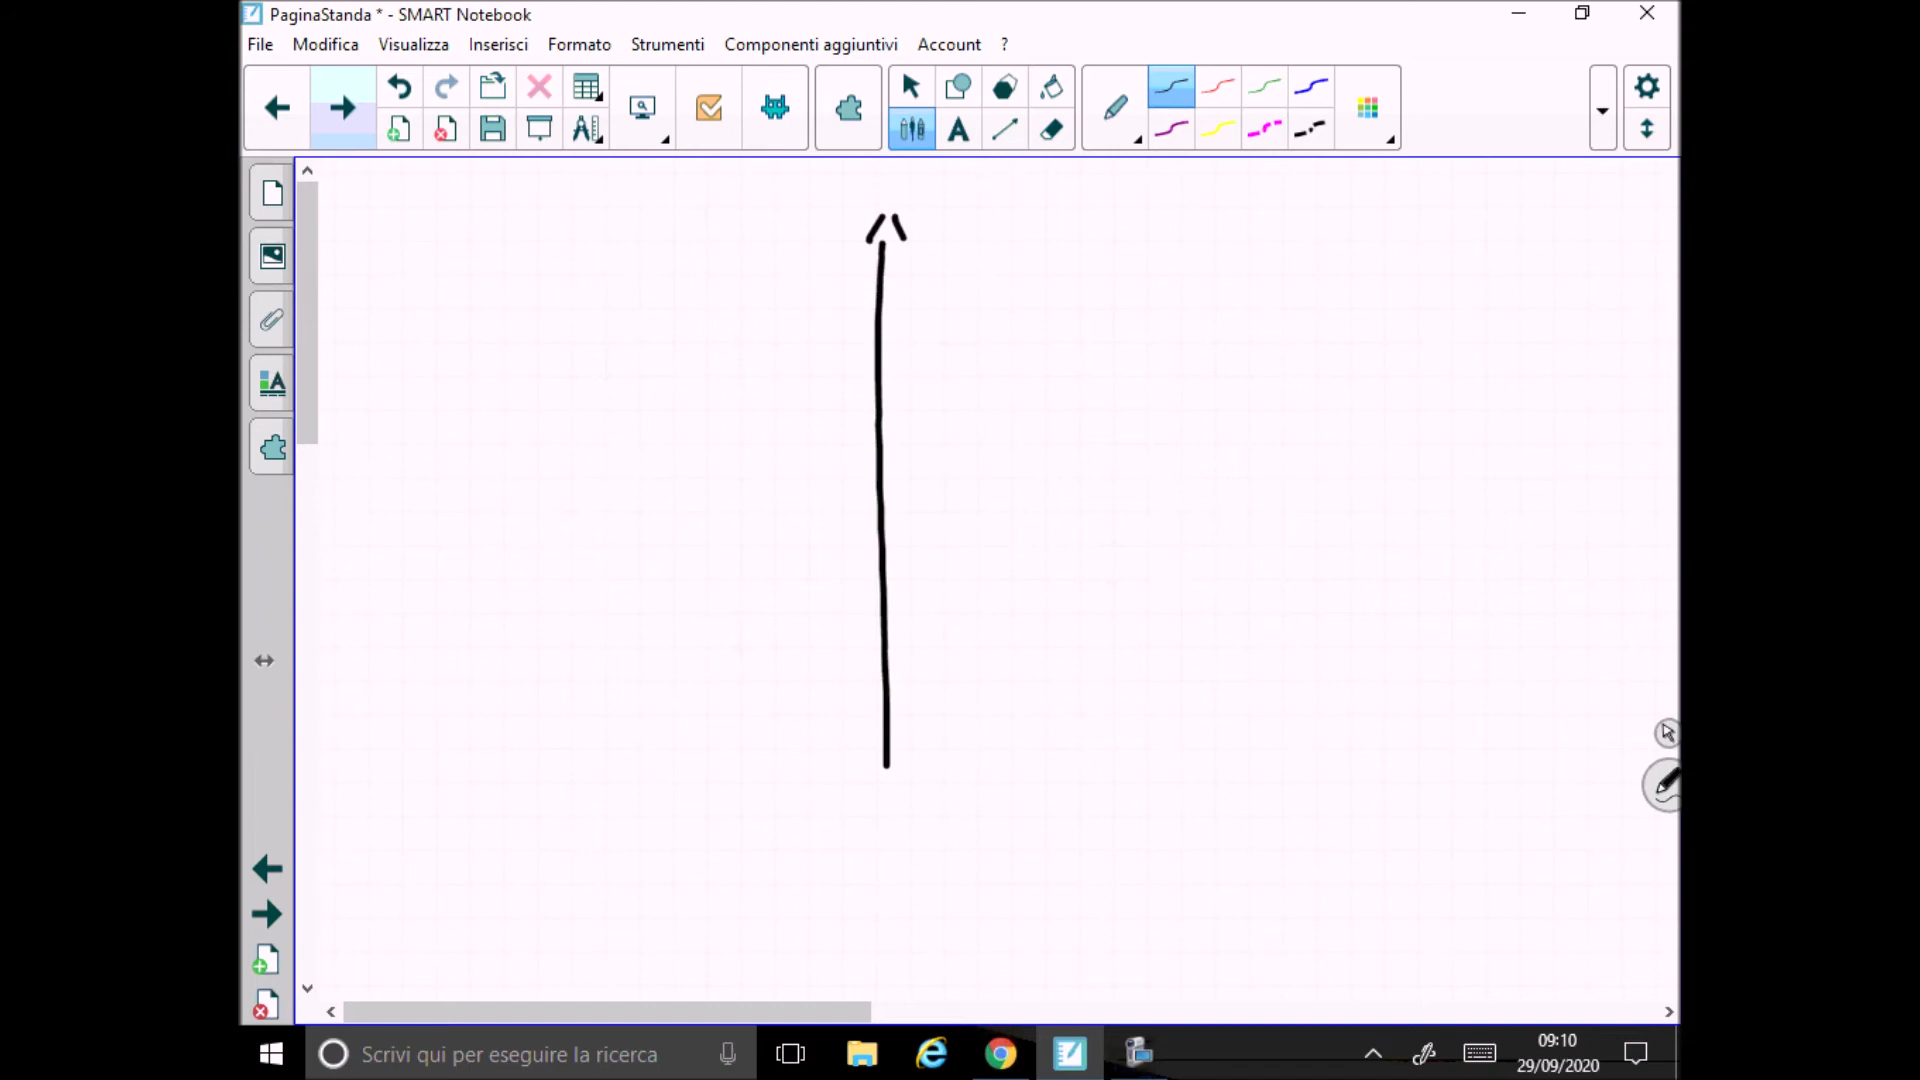 PaginaStanda * - SMART Notebook
File Modifica Visualizza Inserisci Formato Strumenti Componenti aggiuntivi Account ?
Scrivi qui per eseguire la ricerca
09:10
29/09/2020